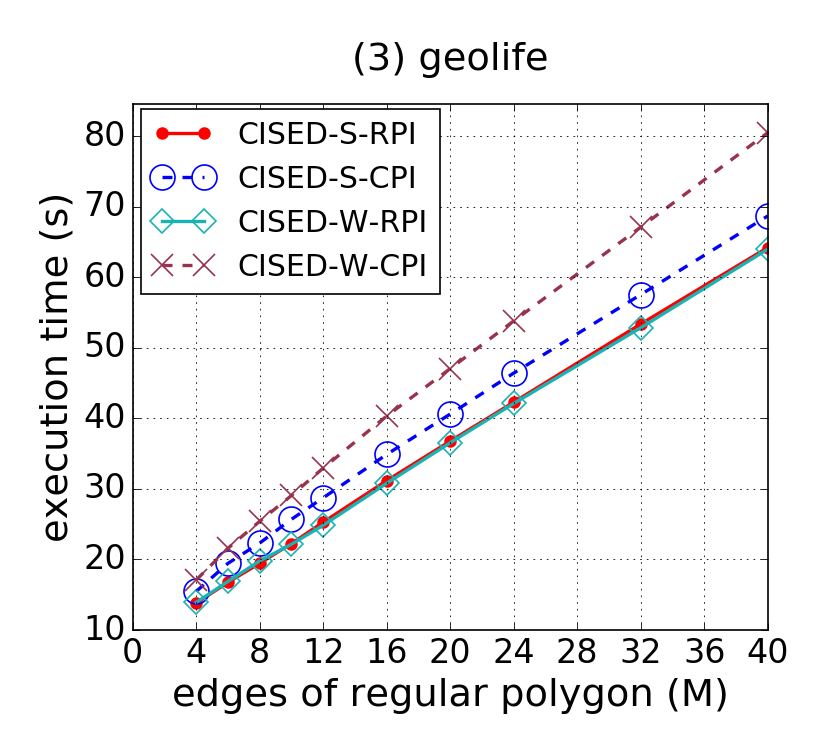 (3) geolife
CISED-S-RPI
CISED-S-CPI
CISED-W-RPI
CISED-W-CPI
execution time (s)
80
70
60
50
40
30
20
10
0 4 8 12 16 20 24 28 32 36 40
edges of regular polygon (M)